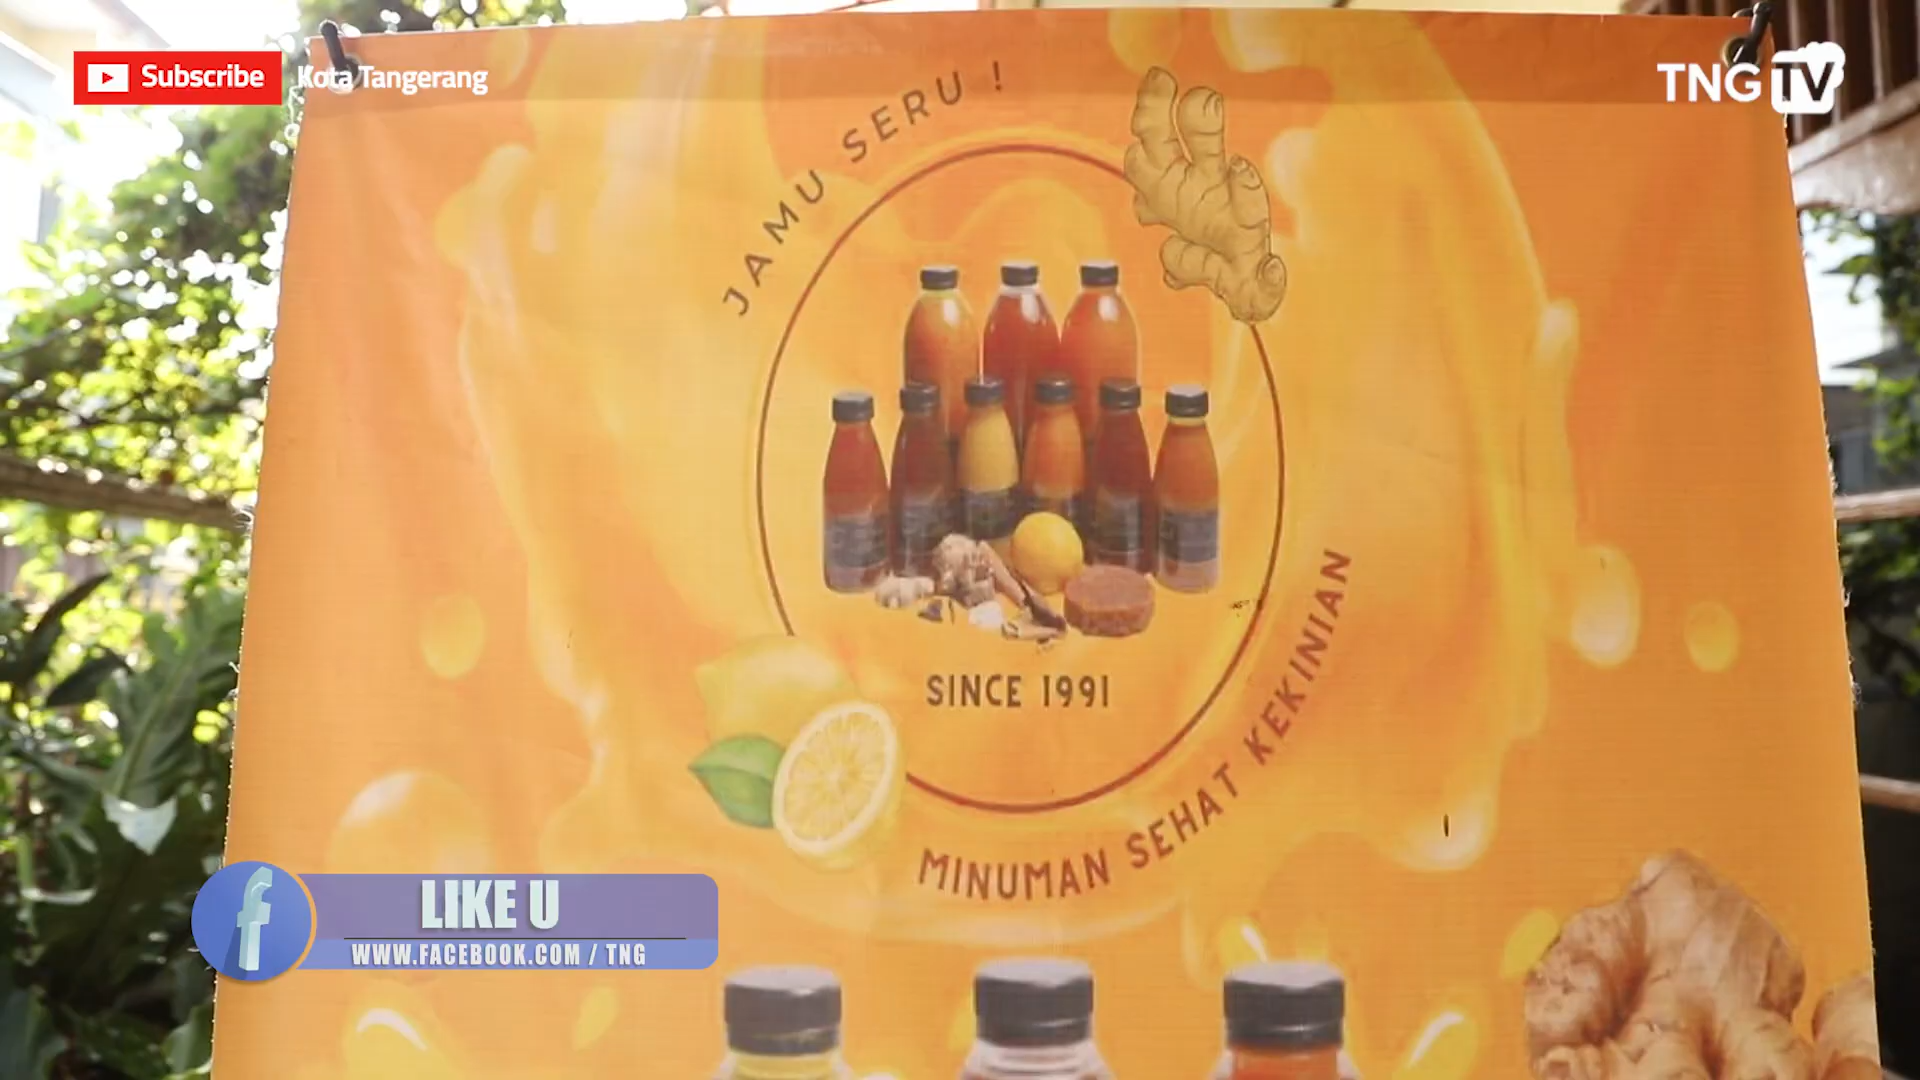 Subscribe
Kota Tangerang
TNG TV
JAMU SERU !
SINCE 1991
MINUMAN SEHAT KEKINIAN
f
LIKE U
WWW.FACEBOOK.COM / TNG